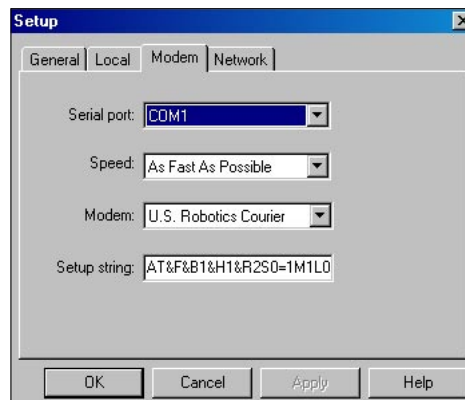 Setup
General Local Modem Network
Serial port: COM1
Speed: As Fast As Possible
Modem: U.S. Robotics Courier
Setup string: AT&F&B1&H1&R2S0=1M1L0
OK Cancel Apply Help